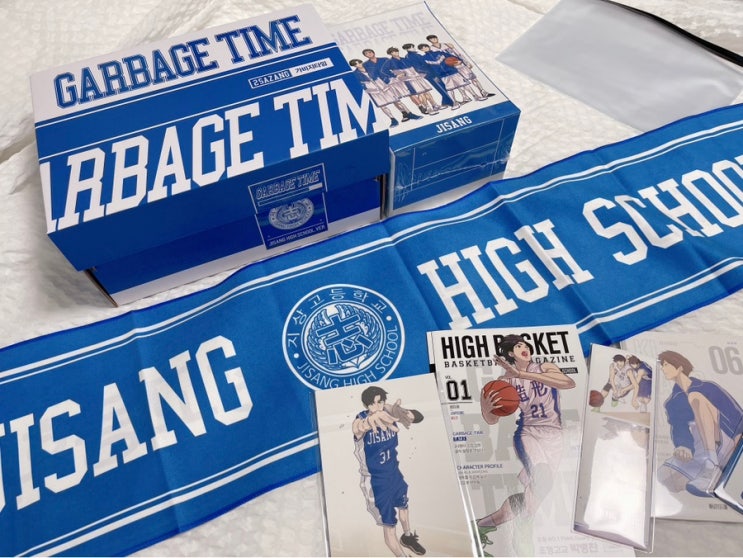 GARBAGE TIME
2SAZANG
가비지타임
GARBAGE TIM
GARBAGE TIME
JISANG HIGH SCHOOL VER.
JISANG
JISANG
지상고등학교
JISANG HIGH SCHOOL
HIGH SCHOO
JISANG
31
HIGH BASKET
BASKETBALL MAGAZINE
01
GARBAGE TIME
CHARACTER PROFILE
21
06